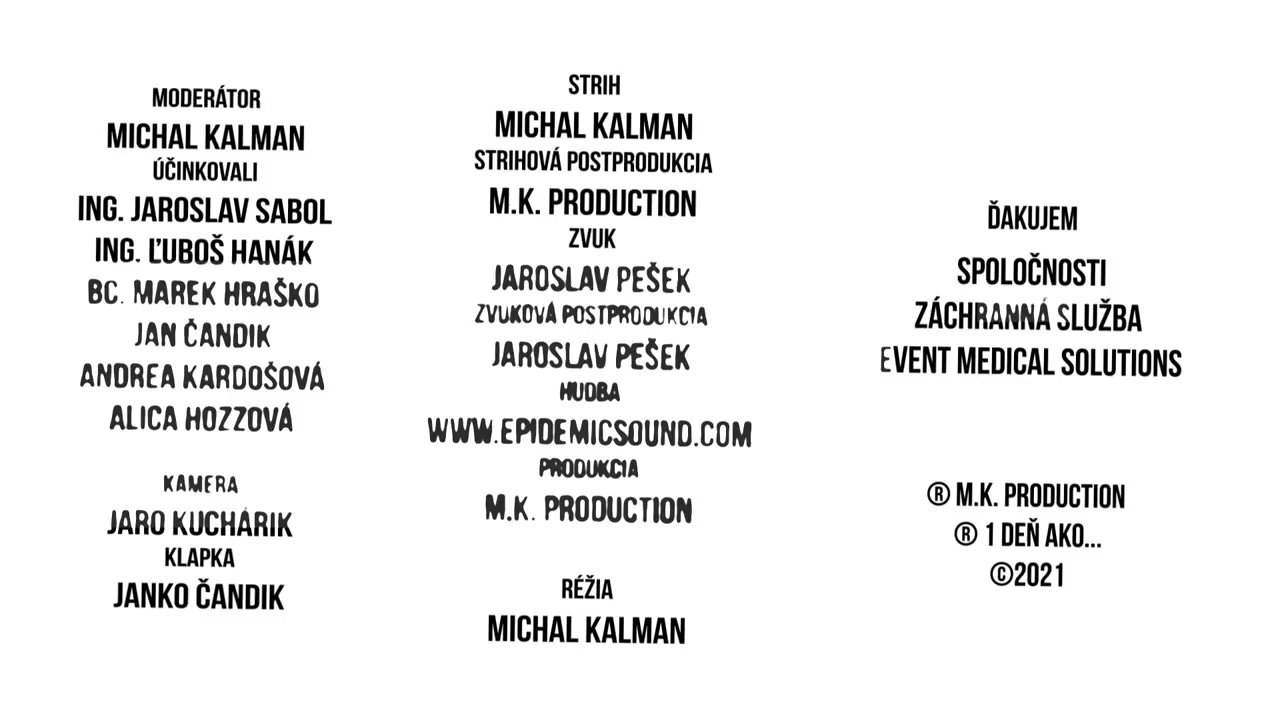 MODERÁTOR
MICHAL KALMAN
ÚČINKOVALI
ING. JAROSLAV SABOL
ING. ĽUBOŠ HANÁK
BC. MAREK HRAŠKO
JAN ČANDIK
ANDREA KARDOŠOVÁ
ALICA HOZZOVÁ
KAMERA
JARO KUCHÁRIK
KLAPKA
JANKO ČANDIK
STRIH
MICHAL KALMAN
STRIHOVÁ POSTPRODUKCIA
M.K. PRODUCTION
ZVUK
JAROSLAV PEŠEK
ZVUKOVÁ POSTPRODUKCIA
JAROSLAV PEŠEK
HUDBA
WWW.EPIDEMICSOUND.COM
PRODUKCIA
M.K. PRODUCTION
RÉŽIA
MICHAL KALMAN
ĎAKUJEM
SPOLOČNOSTI
ZÁCHRANNÁ SLUŽBA
EVENT MEDICAL SOLUTIONS
® M.K. PRODUCTION
® 1 DEŇ AKO...
©2021